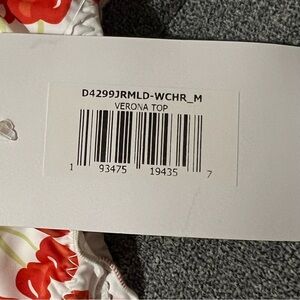 D4299JRMLD-WCHR_M
VERONA TOP
1 93475 19435 7